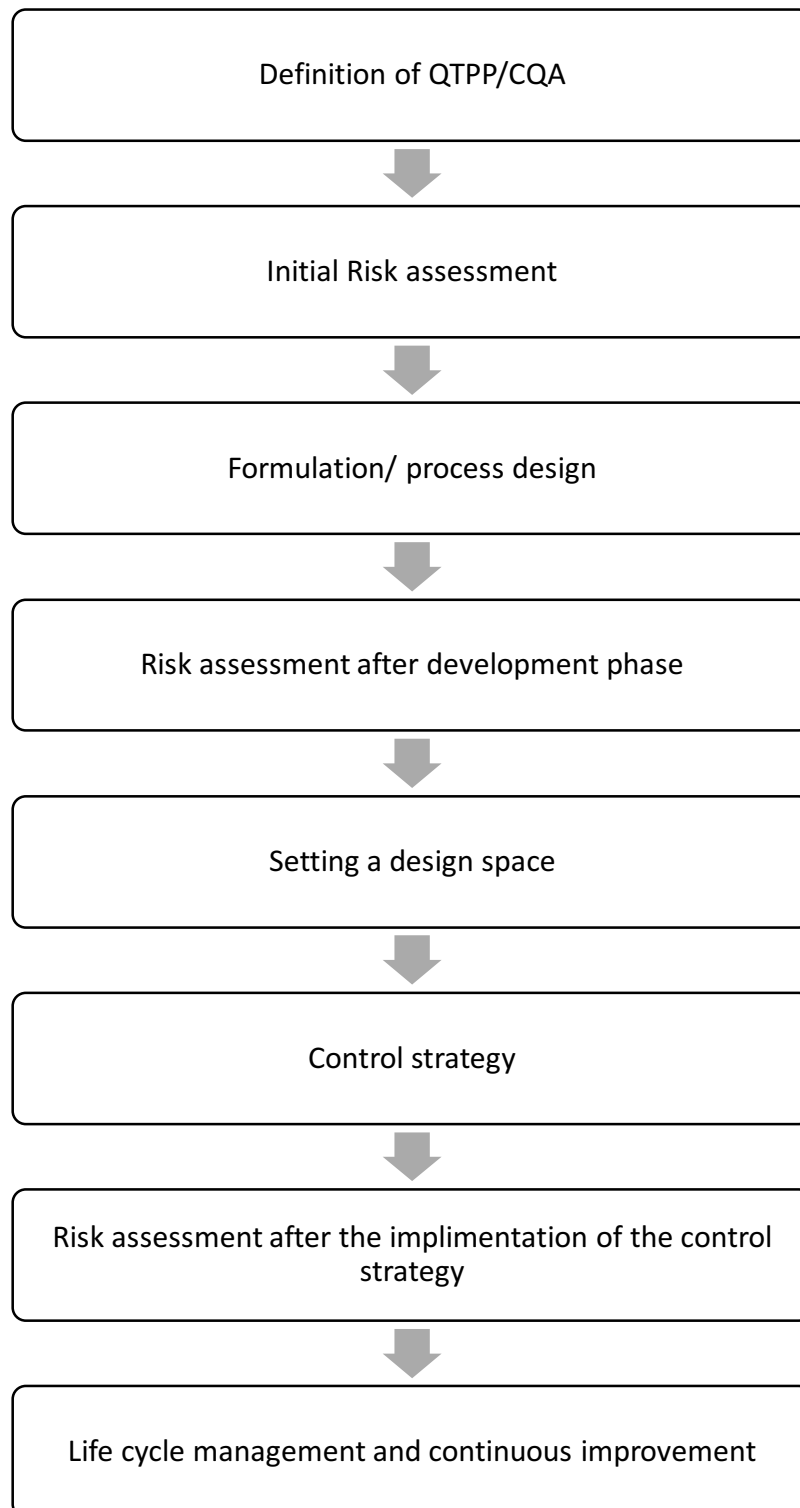 Definition of QTPP/CQA
Initial Risk assessment
Formulation/ process design
Risk assessment after development phase
Setting a design space
Control strategy
Risk assessment after the implimentation of the control
strategy
Life cycle management and continuous improvement